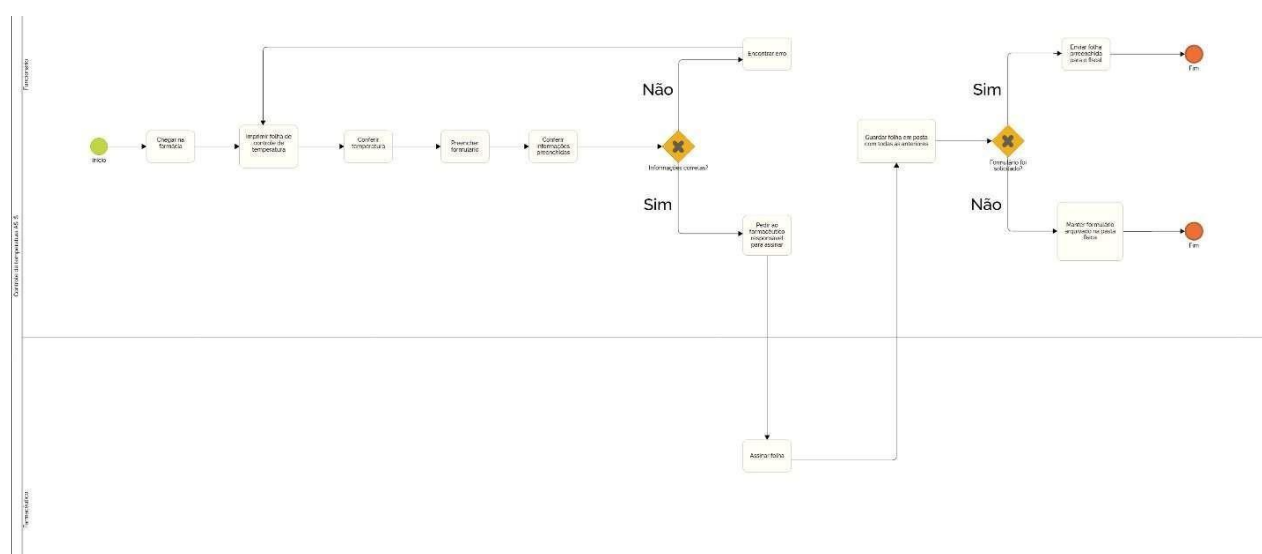 Controle de temperatura AS-IS
Funcionário
Início
Chegar na
farmácia
Imprimir folha de
controle de
temperatura
Conferir
temperatura
Preencher
formulário
Conferir
informações
preenchidas
Informações corretas?
Não
Encontrar erro
Sim
Pedir ao
farmacêutico
responsável
para assinar
Guardar folha em pasta
com todas as anteriores
Formulário foi
solicitado?
Sim
Enviar folha
preenchida
para o fiscal
Fim
Não
Manter formulário
arquivado na pasta
física
Fim
Farmacêutico
Assinar folha